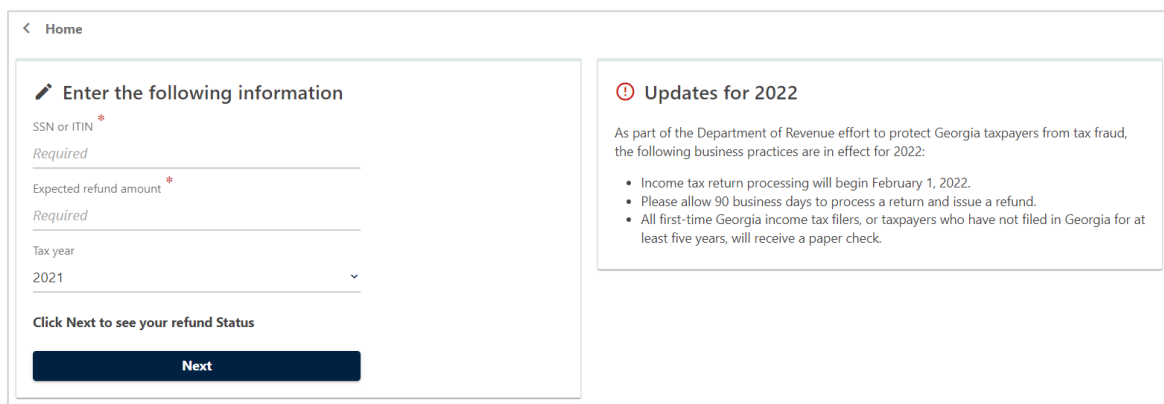 Home
Enter the following information
SSN or ITIN *
Required
Expected refund amount *
Required
Tax year
2021
Click Next to see your refund Status
Next
Updates for 2022
As part of the Department of Revenue effort to protect Georgia taxpayers from tax fraud,
the following business practices are in effect for 2022:
• Income tax return processing will begin February 1, 2022.
• Please allow 90 business days to process a return and issue a refund.
• All first-time Georgia income tax filers, or taxpayers who have not filed in Georgia for at
least five years, will receive a paper check.